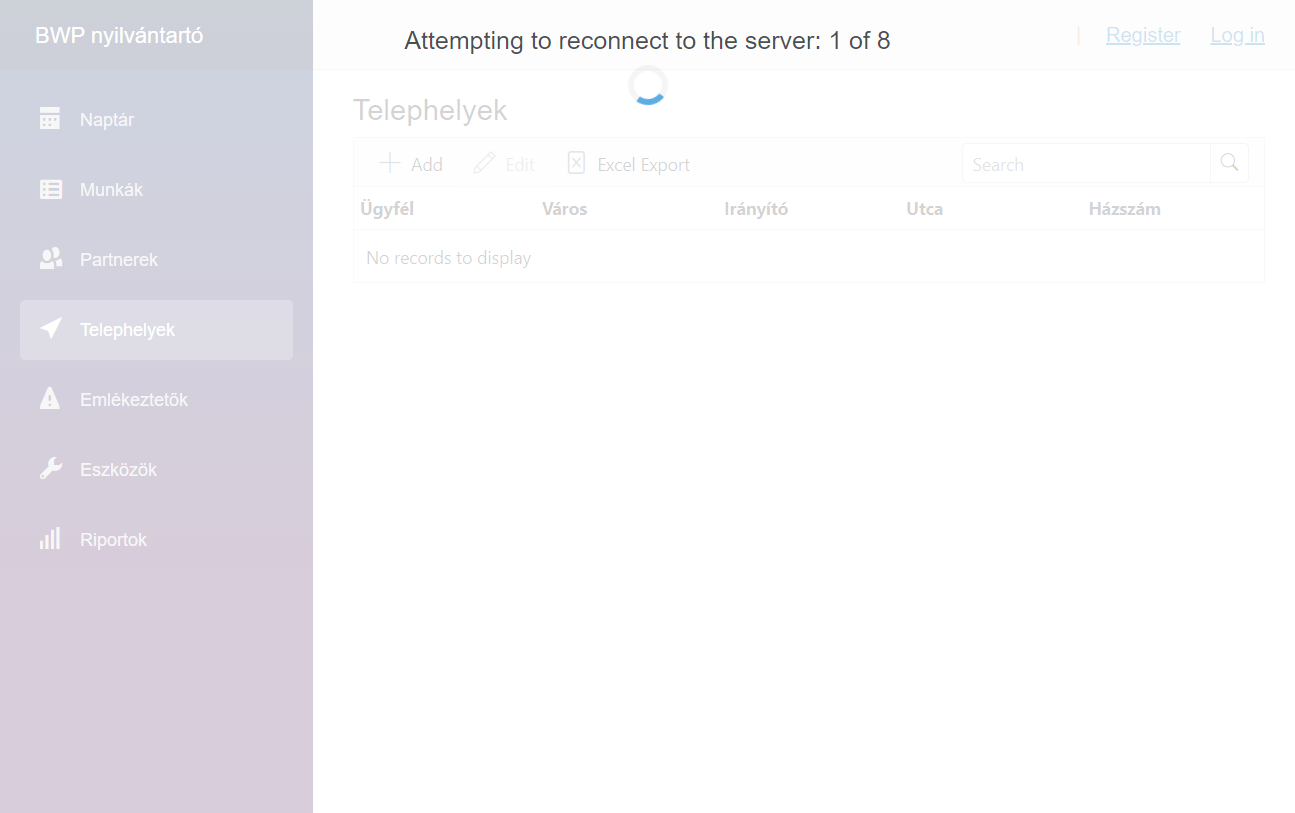 BWP nyilvántartó
Attempting to reconnect to the server: 1 of 8
Register Log in
Naptár
Munkák
Partnerek
Telephelyek
Emlékeztetők
Eszközök
Riportok
Telephelyek
Add Edit Excel Export Search
Ügyfél Város Irányító Utca Házszám
No records to display